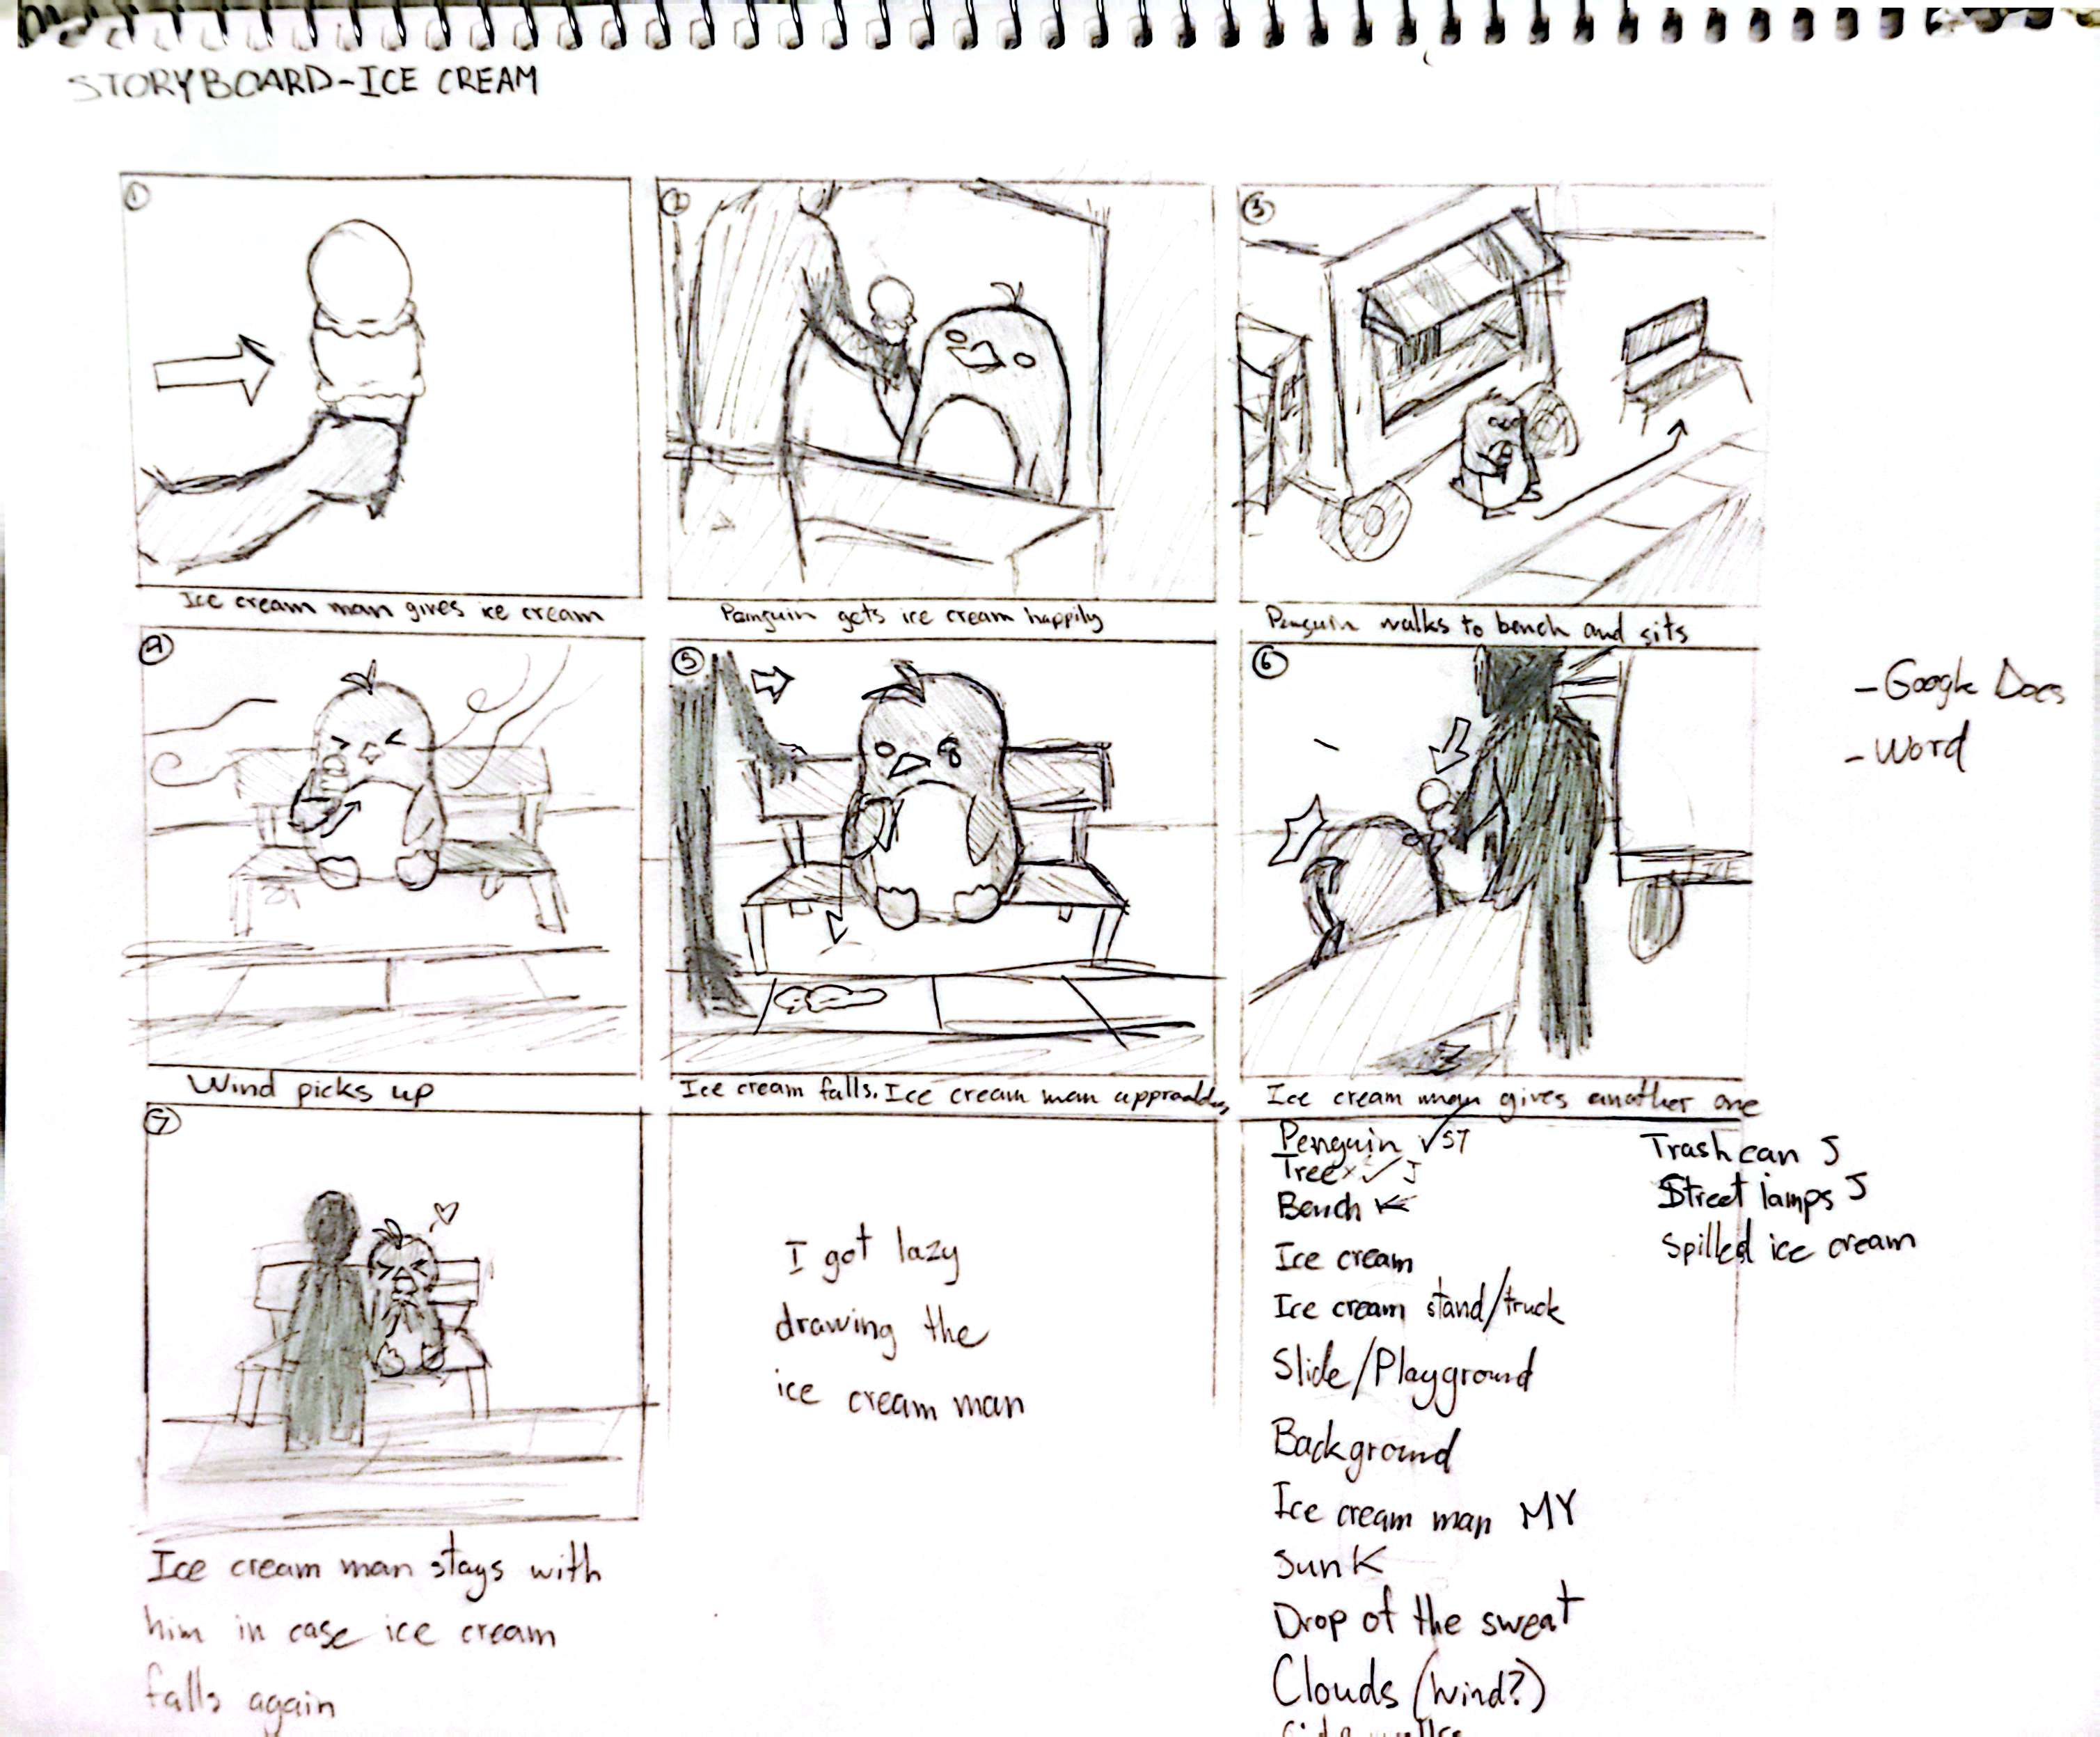 STORYBOARD-ICE CREAM
1
Ice cream man gives ice cream
2
Penguin gets ice cream happily
3
Penguin walks to bench and sits
4
Wind picks up
5
Ice cream falls. Ice cream man
6
Ice cream man gives another one
- Google Docs
- Word
7
Ice cream man stays with
him in case ice cream
falls again
I got lazy
drawing the
ice cream man
Penguin ✓ST
Tree x ✓ J
Bench K
Ice cream
Ice cream stand/truck
Slide/Playground
Background
Ice cream man MY
Sun K
Drop of the sweat
Clouds (wind?)
Trash can J
Street lamps J
Spilled ice cream